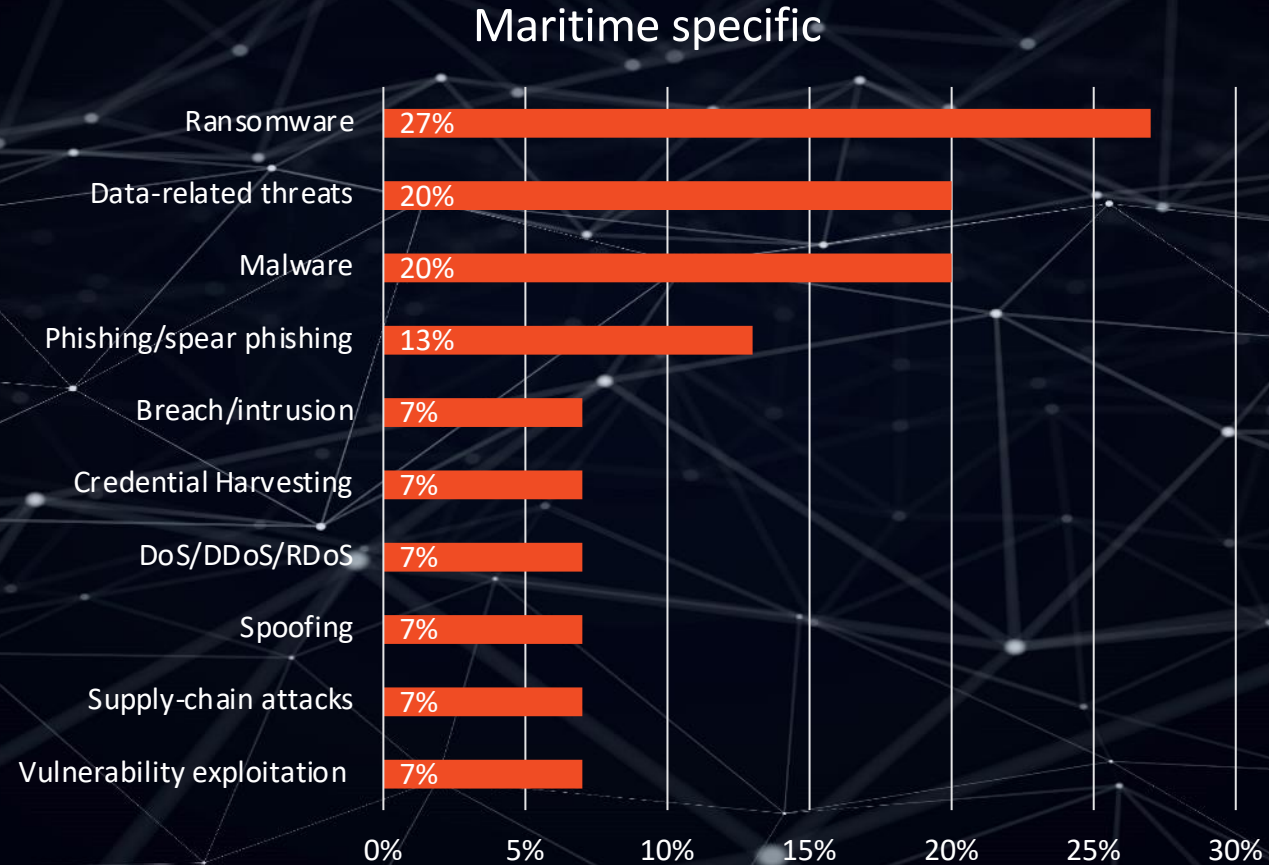 Maritime specific
Ransomware 27%
Data-related threats 20%
Malware 20%
Phishing/spear phishing 13%
Breach/intrusion 7%
Credential Harvesting 7%
DoS/DDoS/RDoS 7%
Spoofing 7%
Supply-chain attacks 7%
Vulnerability exploitation 7%
0% 5% 10% 15% 20% 25% 30%